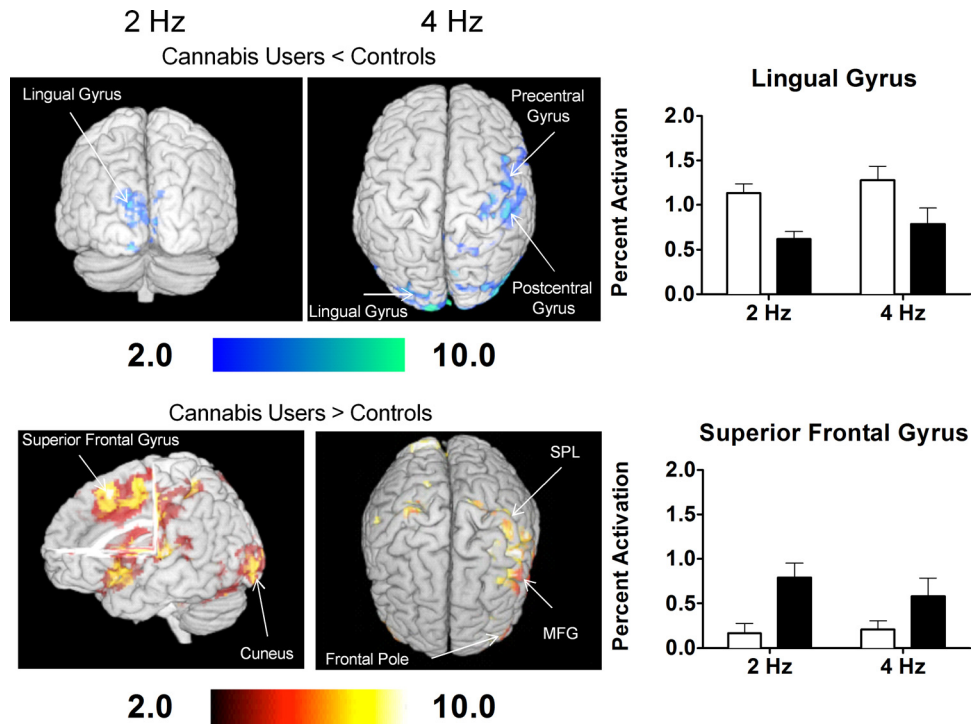 2 Hz
4 Hz
Cannabis Users < Controls
Lingual Gyrus
Precentral
Gyrus
Postcentral
Gyrus
Lingual Gyrus
2.0
10.0
Lingual Gyrus
Percent Activation
2.0
1.5
1.0
0.5
0.0
2 Hz
4 Hz
Cannabis Users > Controls
Superior Frontal Gyrus
Cuneus
SPL
MFG
Frontal Pole
2.0
10.0
Superior Frontal Gyrus
Percent Activation
2.0
1.5
1.0
0.5
0.0
2 Hz
4 Hz